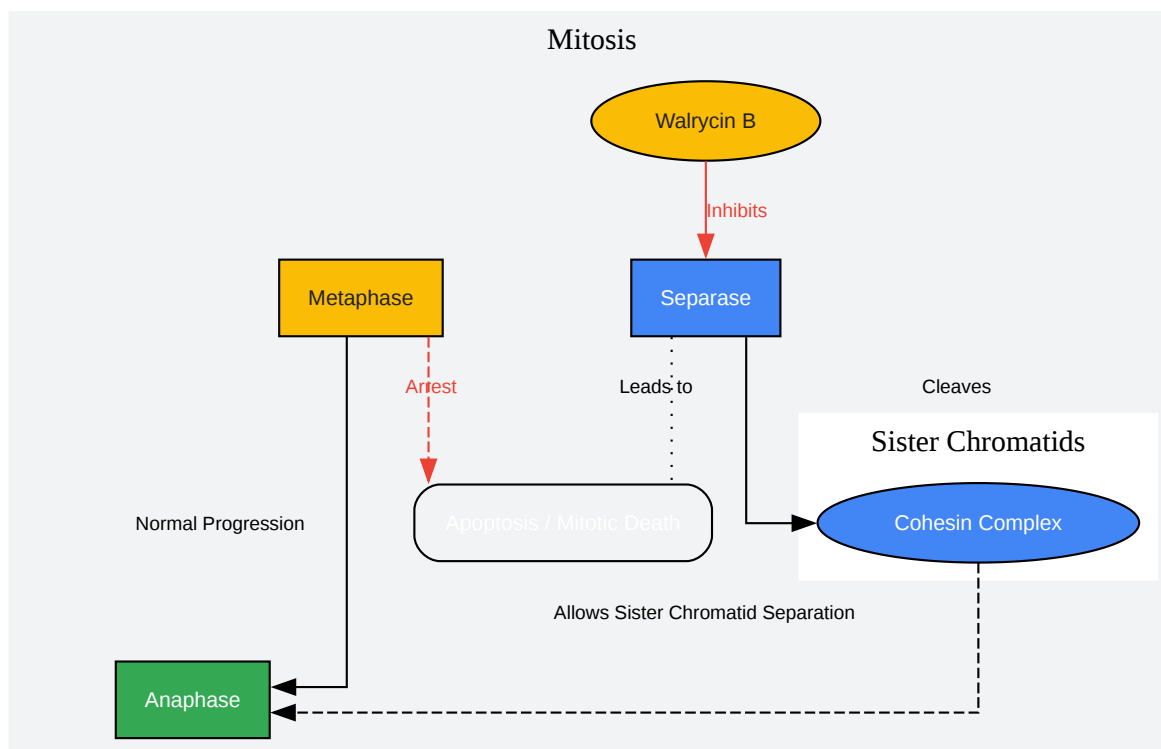 Mitosis
Walrycin B
Inhibits
Metaphase
Separase
Arrest
Leads to
Cleaves
Sister Chromatids
Normal Progression
Apoptosis / Mitotic Death
Cohesin Complex
Allows Sister Chromatid Separation
Anaphase